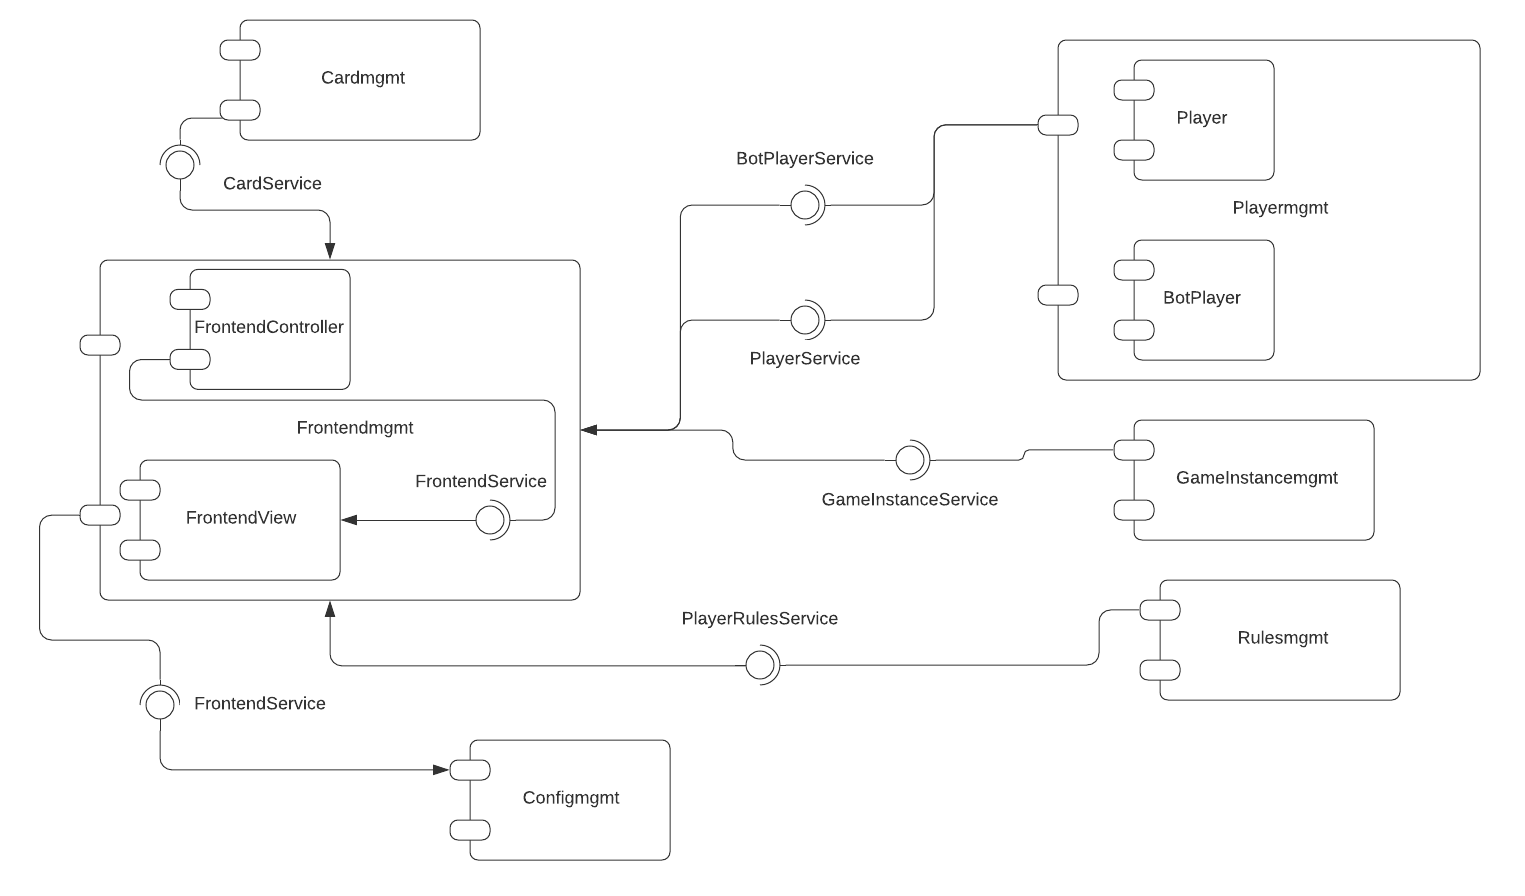 Cardmgmt
CardService
BotPlayerService
PlayerService
Player
Playermgmt
BotPlayer
FrontendController
Frontendmgmt
FrontendService
FrontendView
GameInstanceService
GameInstancemgmt
PlayerRulesService
Rulesmgmt
FrontendService
Configmgmt